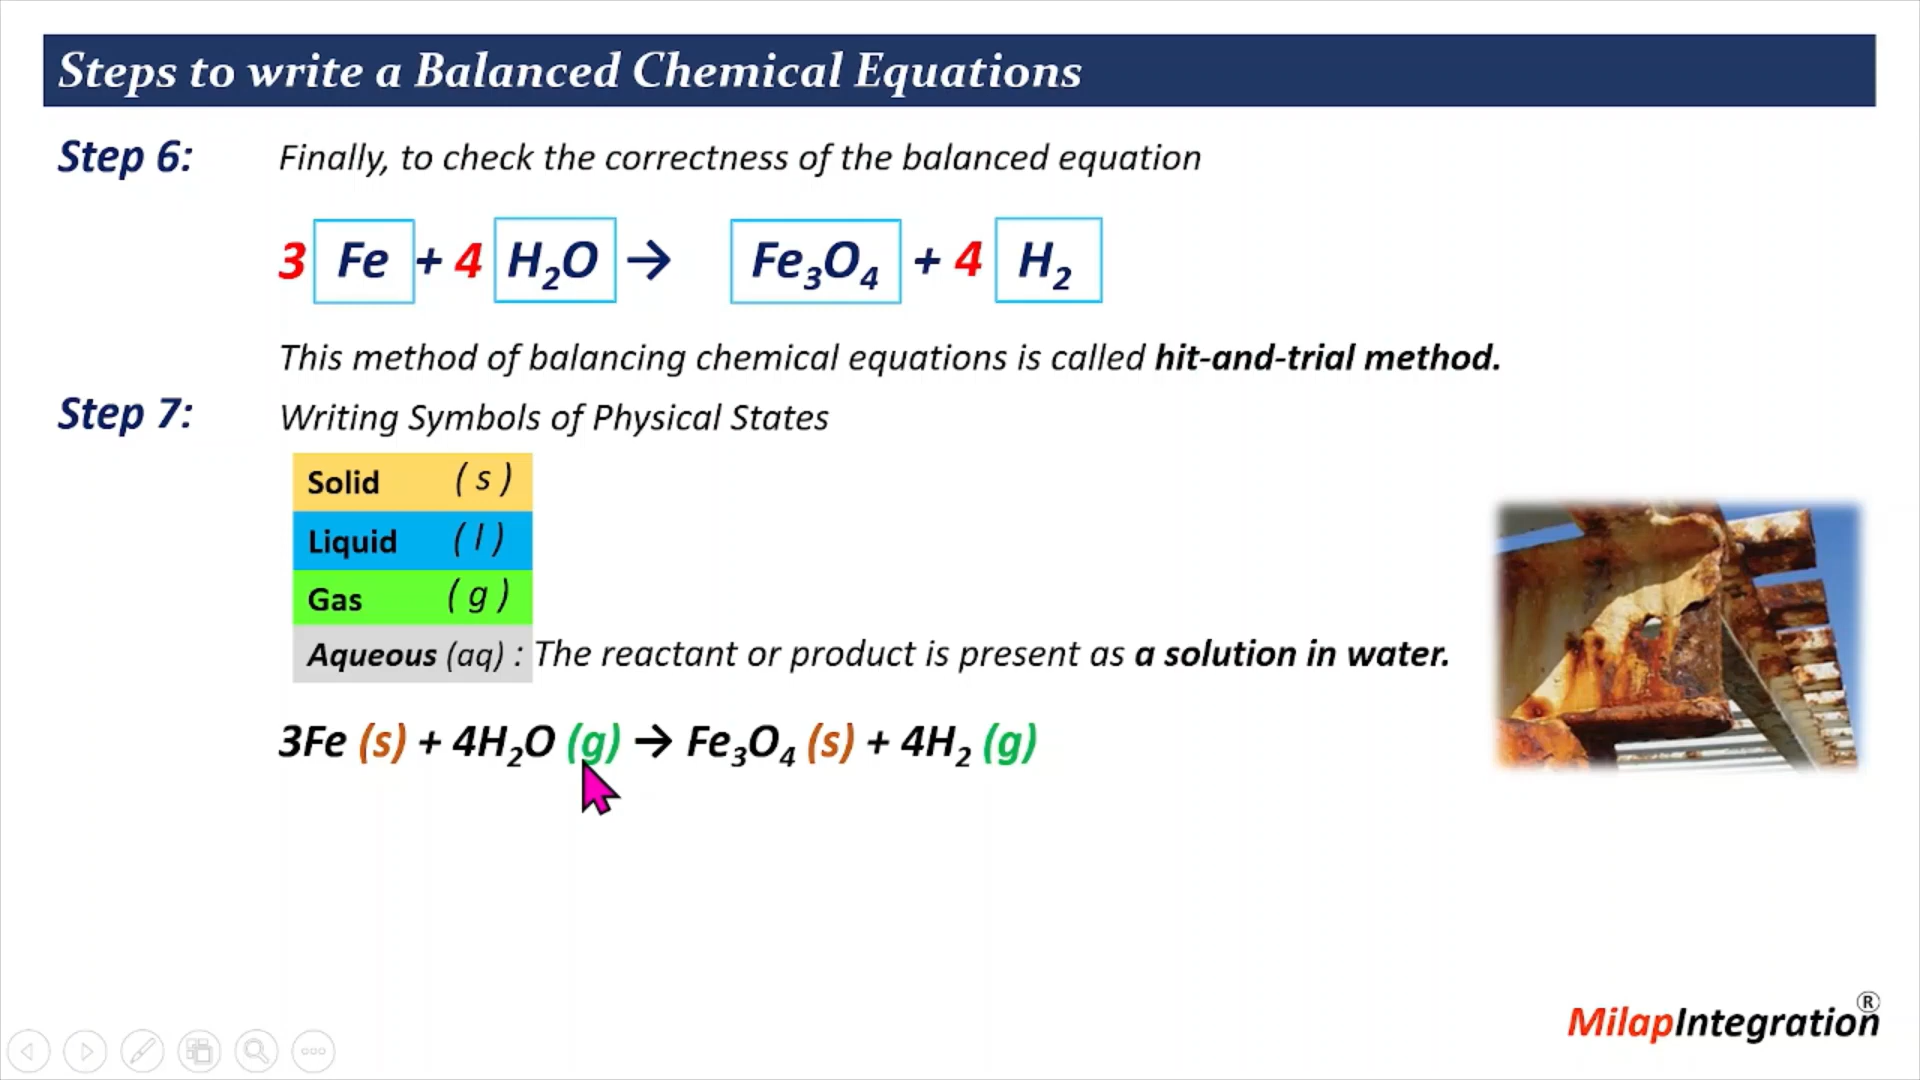 Steps to write a Balanced Chemical Equations
Step 6: Finally, to check the correctness of the balanced equation
3 Fe + 4 H₂O → Fe₃O₄ + 4 H₂
This method of balancing chemical equations is called hit-and-trial method.
Step 7: Writing Symbols of Physical States
Solid ( s )
Liquid ( l )
Gas ( g )
Aqueous (aq) : The reactant or product is present as a solution in water.
3Fe (s) + 4H₂O (g) → Fe₃O₄ (s) + 4H₂ (g)
MilapIntegration®